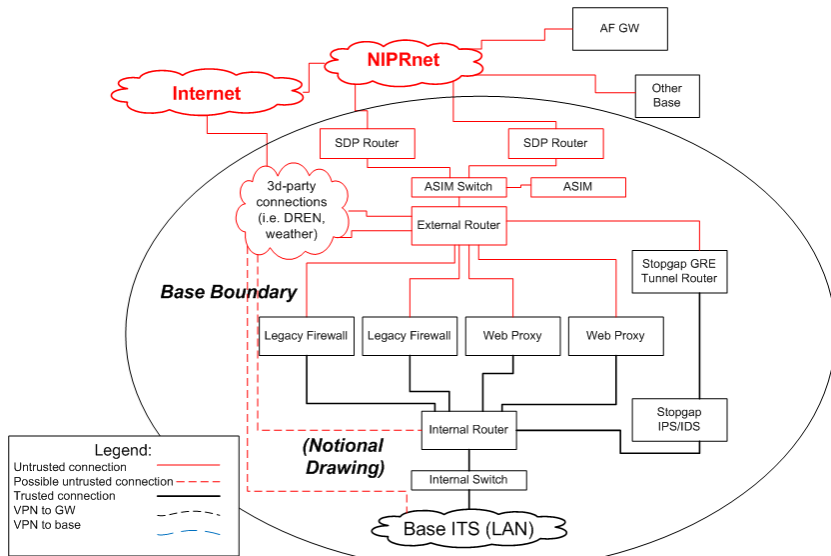 AF GW
NIPRnet
Internet
Other
Base
SDP Router
SDP Router
3d-party
connections
(i.e. DREN,
weather)
ASIM Switch
ASIM
External Router
Stopgap GRE
Tunnel Router
Base Boundary
Legacy Firewall
Legacy Firewall
Web Proxy
Web Proxy
Stopgap
IPS/IDS
Internal Router
(Notional
Drawing)
Internal Switch
Base ITS (LAN)
Legend:
Untrusted connection
Possible untrusted connection
Trusted connection
VPN to GW
VPN to base